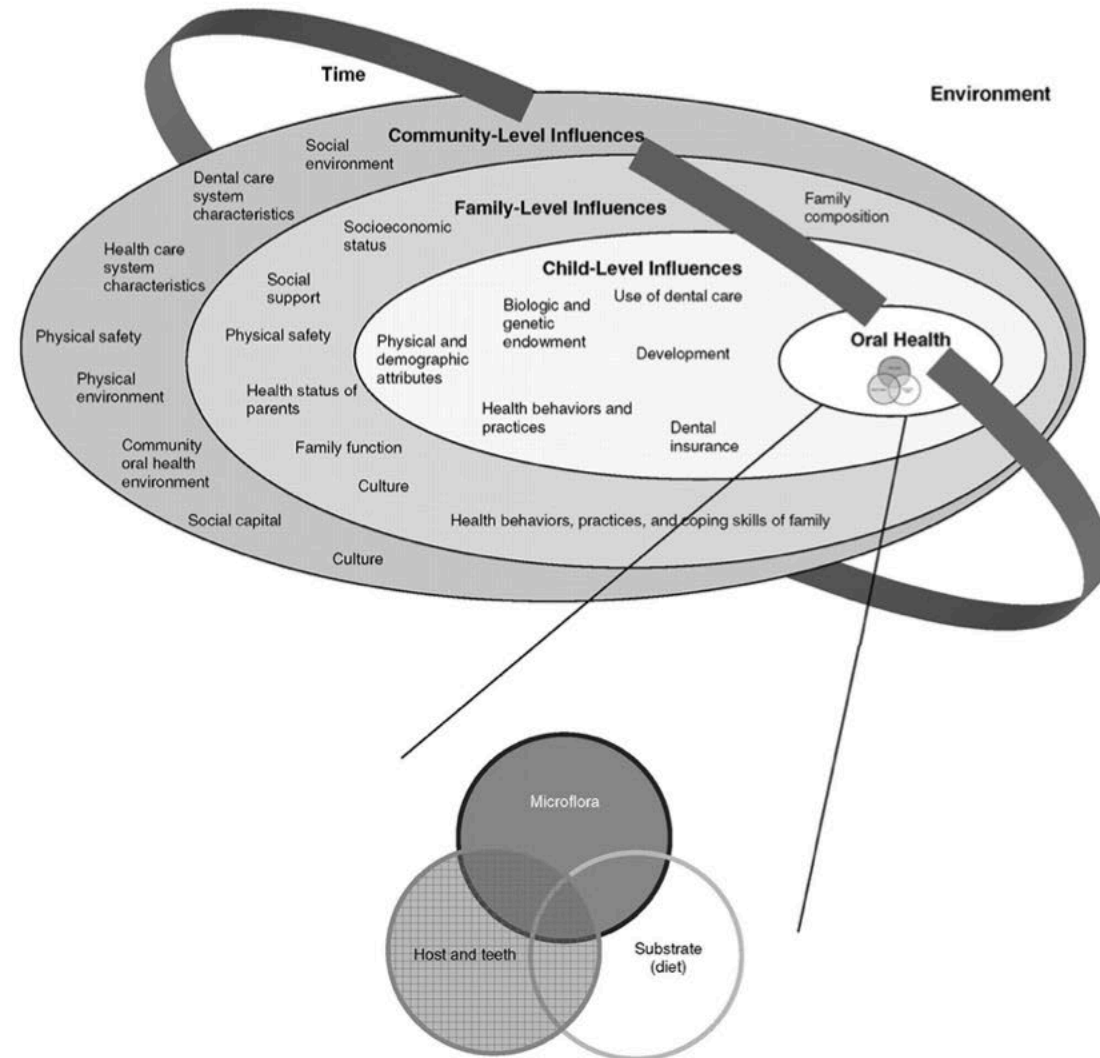 Time
Environment
Community-Level Influences
Social
environment
Dental care
system
characteristics
Health care
system
characteristics
Physical safety
Physical
environment
Community
oral health
environment
Social capital
Culture
Family-Level Influences
Family
composition
Socioeconomic
status
Social
support
Physical safety
Health status of
parents
Family function
Culture
Health behaviors, practices, and coping skills of family
Child-Level Influences
Use of dental care
Biologic and
genetic
endowment
Physical and
demographic
attributes
Development
Health behaviors and
practices
Dental
insurance
Oral Health
Microflora
Host and teeth
Substrate
(diet)